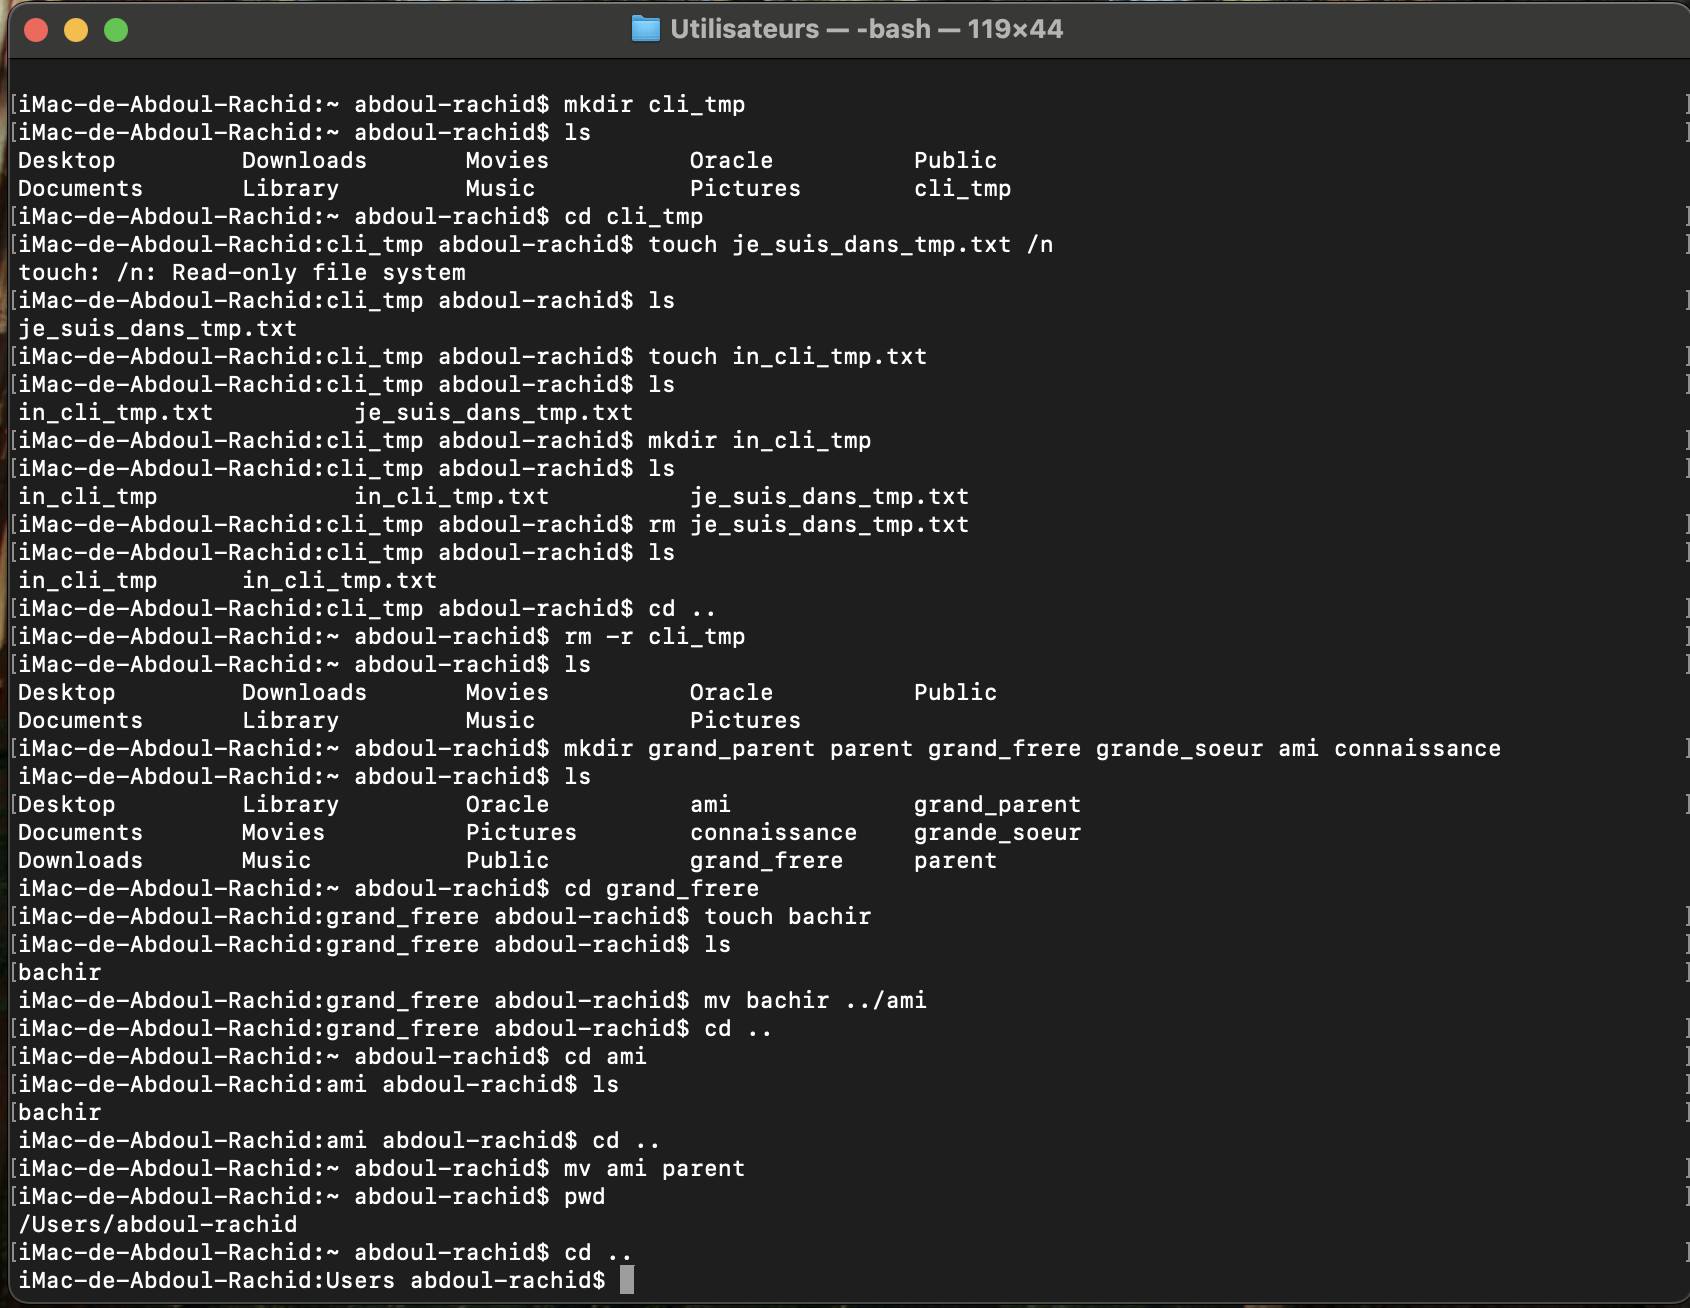 Utilisateurs — -bash — 119×44
[iMac-de-Abdoul-Rachid:~ abdoul-rachid$ mkdir cli_tmp ]
[iMac-de-Abdoul-Rachid:~ abdoul-rachid$ ls ]
Desktop Downloads Movies Oracle Public
Documents Library Music Pictures cli_tmp
[iMac-de-Abdoul-Rachid:~ abdoul-rachid$ cd cli_tmp ]
[iMac-de-Abdoul-Rachid:cli_tmp abdoul-rachid$ touch je_suis_dans_tmp.txt /n ]
touch: /n: Read-only file system
[iMac-de-Abdoul-Rachid:cli_tmp abdoul-rachid$ ls ]
je_suis_dans_tmp.txt
[iMac-de-Abdoul-Rachid:cli_tmp abdoul-rachid$ touch in_cli_tmp.txt ]
[iMac-de-Abdoul-Rachid:cli_tmp abdoul-rachid$ ls ]
in_cli_tmp.txt je_suis_dans_tmp.txt
[iMac-de-Abdoul-Rachid:cli_tmp abdoul-rachid$ mkdir in_cli_tmp ]
[iMac-de-Abdoul-Rachid:cli_tmp abdoul-rachid$ ls ]
in_cli_tmp in_cli_tmp.txt je_suis_dans_tmp.txt
[iMac-de-Abdoul-Rachid:cli_tmp abdoul-rachid$ rm je_suis_dans_tmp.txt ]
[iMac-de-Abdoul-Rachid:cli_tmp abdoul-rachid$ ls ]
in_cli_tmp in_cli_tmp.txt
[iMac-de-Abdoul-Rachid:cli_tmp abdoul-rachid$ cd .. ]
[iMac-de-Abdoul-Rachid:~ abdoul-rachid$ rm -r cli_tmp ]
[iMac-de-Abdoul-Rachid:~ abdoul-rachid$ ls ]
Desktop Downloads Movies Oracle Public
Documents Library Music Pictures
[iMac-de-Abdoul-Rachid:~ abdoul-rachid$ mkdir grand_parent parent grand_frere grande_soeur ami connaissance ]
iMac-de-Abdoul-Rachid:~ abdoul-rachid$ ls
[Desktop Library Oracle ami grand_parent ]
Documents Movies Pictures connaissance grande_soeur
Downloads Music Public grand_frere parent
iMac-de-Abdoul-Rachid:~ abdoul-rachid$ cd grand_frere
[iMac-de-Abdoul-Rachid:grand_frere abdoul-rachid$ touch bachir ]
[iMac-de-Abdoul-Rachid:grand_frere abdoul-rachid$ ls ]
[bachir ]
iMac-de-Abdoul-Rachid:grand_frere abdoul-rachid$ mv bachir ../ami
[iMac-de-Abdoul-Rachid:grand_frere abdoul-rachid$ cd .. ]
[iMac-de-Abdoul-Rachid:~ abdoul-rachid$ cd ami ]
[iMac-de-Abdoul-Rachid:ami abdoul-rachid$ ls ]
[bachir ]
iMac-de-Abdoul-Rachid:ami abdoul-rachid$ cd ..
[iMac-de-Abdoul-Rachid:~ abdoul-rachid$ mv ami parent ]
[iMac-de-Abdoul-Rachid:~ abdoul-rachid$ pwd ]
/Users/abdoul-rachid
[iMac-de-Abdoul-Rachid:~ abdoul-rachid$ cd .. ]
iMac-de-Abdoul-Rachid:Users abdoul-rachid$